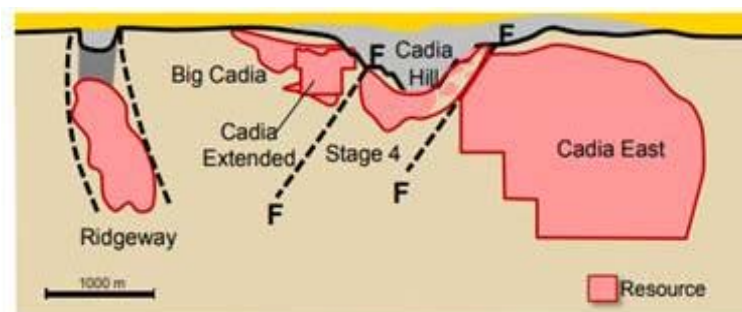 F
Cadia
Hill
F
Big Cadia
Cadia
Extended
Stage 4
Cadia East
F
F
Ridgeway
1000 m
Resource